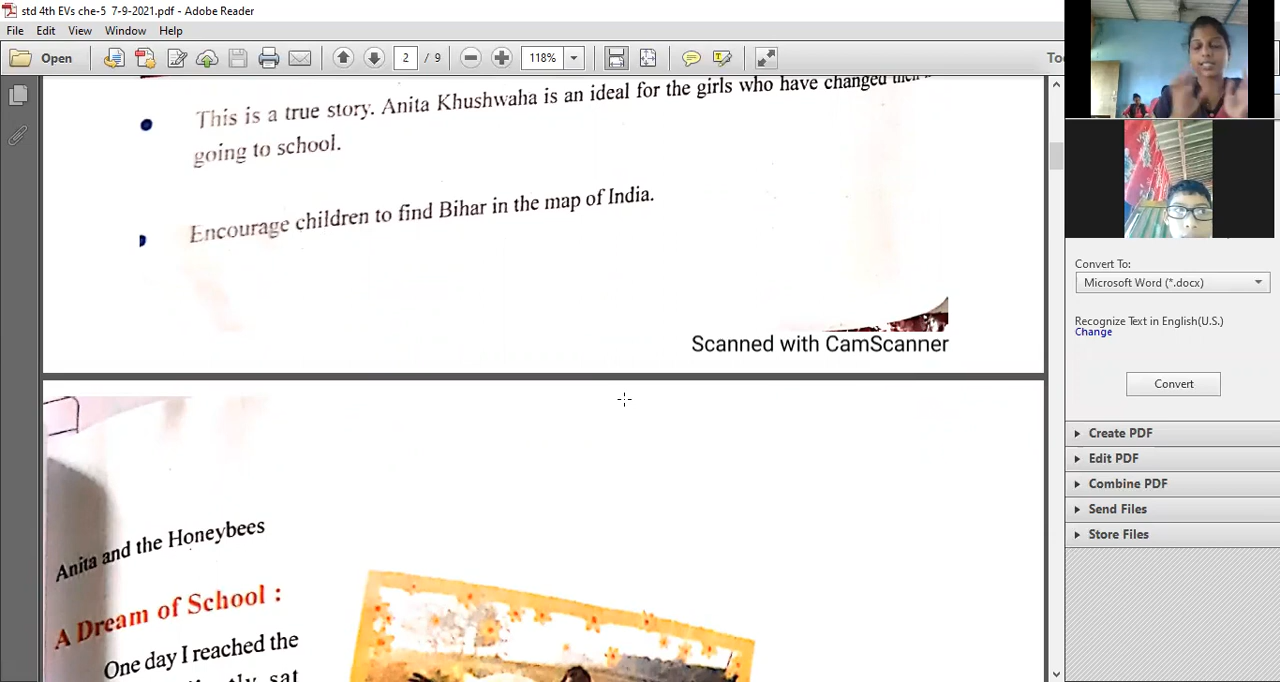 std 4th EVs che-5 7-9-2021.pdf - Adobe Reader
File Edit View Window Help
Open
2 / 9
118%
This is a true story. Anita Khushwaha is an ideal for the girls who have changed
going to school.
Encourage children to find Bihar in the map of India.
Scanned with CamScanner
Anita and the Honeybees
A Dream of School :
One day I reached the
sat
Convert To:
Microsoft Word (*.docx)
Recognize Text in English(U.S.)
Change
Convert
Create PDF
Edit PDF
Combine PDF
Send Files
Store Files